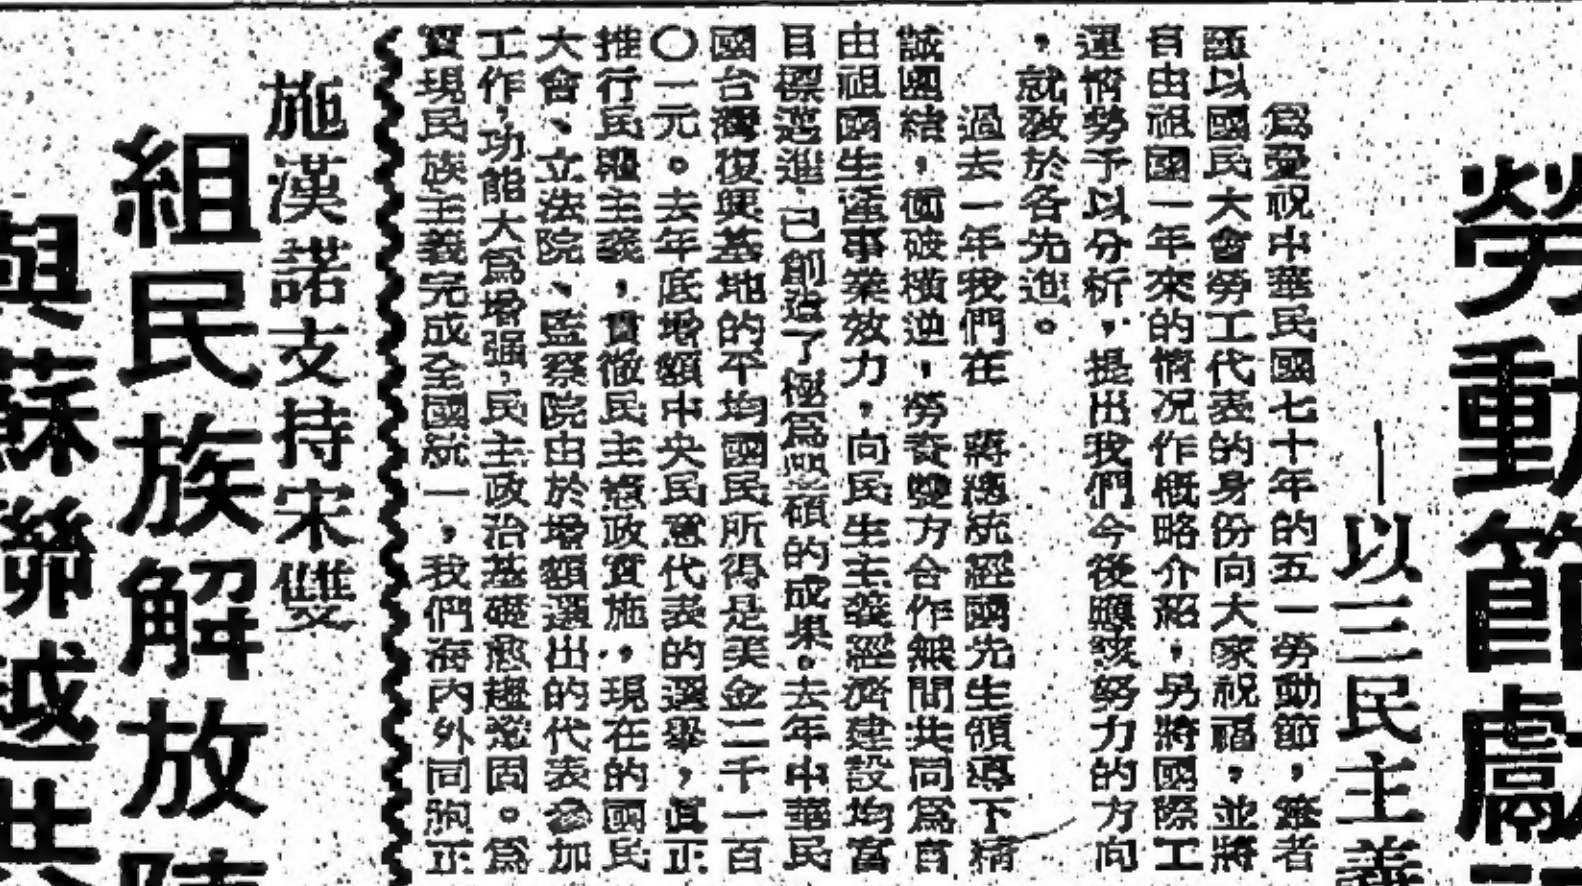 勞動節獻
以三民主義
為慶祝中華民國七十年的五一勞動節，筆者
願以國民大會勞工代表的身份向大家祝福，並將
自由祖國一年來的情況作概略介紹，另將國際工
運情勢予以分析，提出我們今後應該努力的方向
，就教於各先進。
過去一年我們在　蔣總統經國先生領導下精
誠團結，衝破橫逆，勞資雙方合作無間共同為自
由祖國生產事業效力，向民生主義經濟建設均富
目標邁進，已創造了極為豐碩的成果。去年中華民
國台灣復興基地的平均國民所得是美金二千一百
〇一元。去年底增額中央民意代表的選舉，真正
推行民權主義，貫徹民主憲政實施，現在的國民
大會、立法院、監察院由於增額選出的代表參加
工作，功能大為增强，民主政治基礎愈趨鞏固。為
實現民族主義完成全國統一，我們海內外同胞正
施漢諾支持宋雙
組民族解放陣
與蘇聯越共